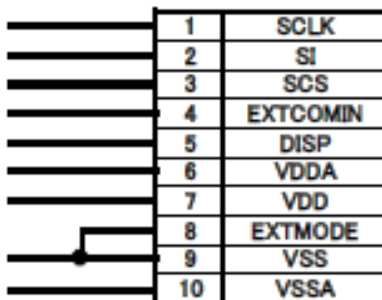 1 SCLK
2 SI
3 SCS
4 EXTCOMIN
5 DISP
6 VDDA
7 VDD
8 EXTMODE
9 VSS
10 VSSA